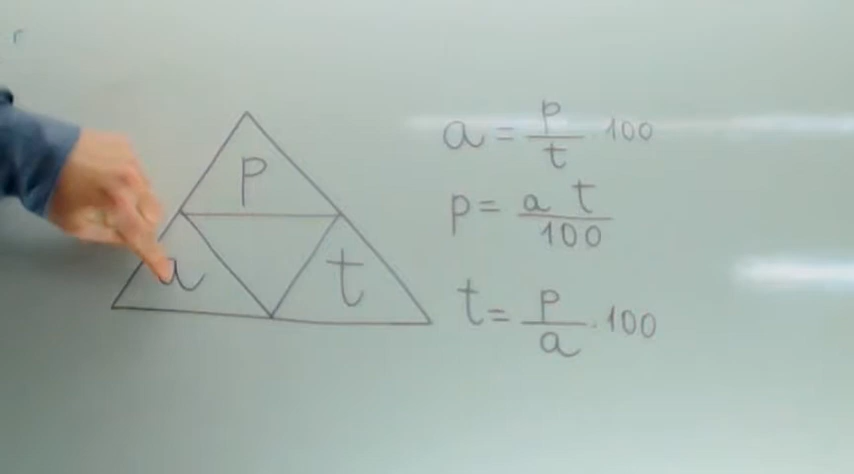 P
a
t
a = p/t · 100
p = a t/100
t = p/a · 100